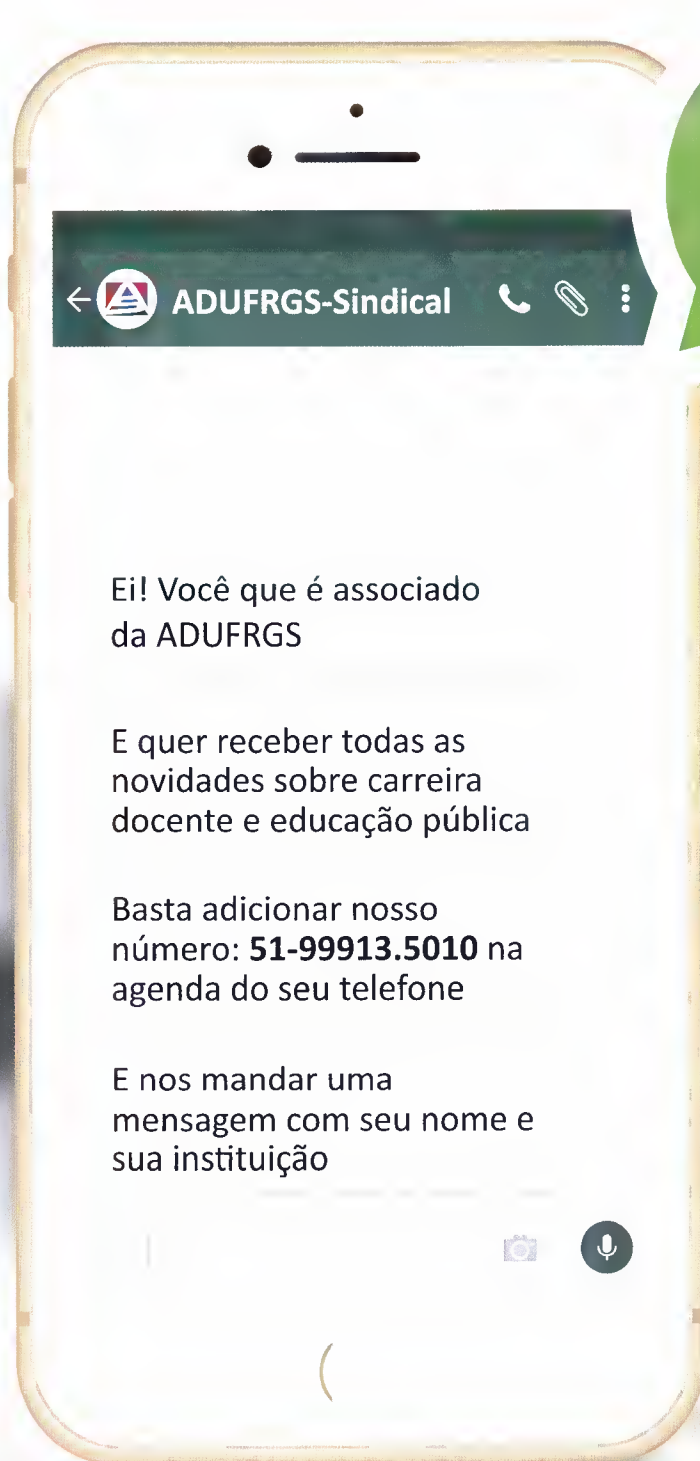 ADUFRGS-Sindical
Ei! Você que é associado
da ADUFRGS
E quer receber todas as
novidades sobre carreira
docente e educação pública
Basta adicionar nosso
número: 51-99913.5010 na
agenda do seu telefone
E nos mandar uma
mensagem com seu nome e
sua instituição